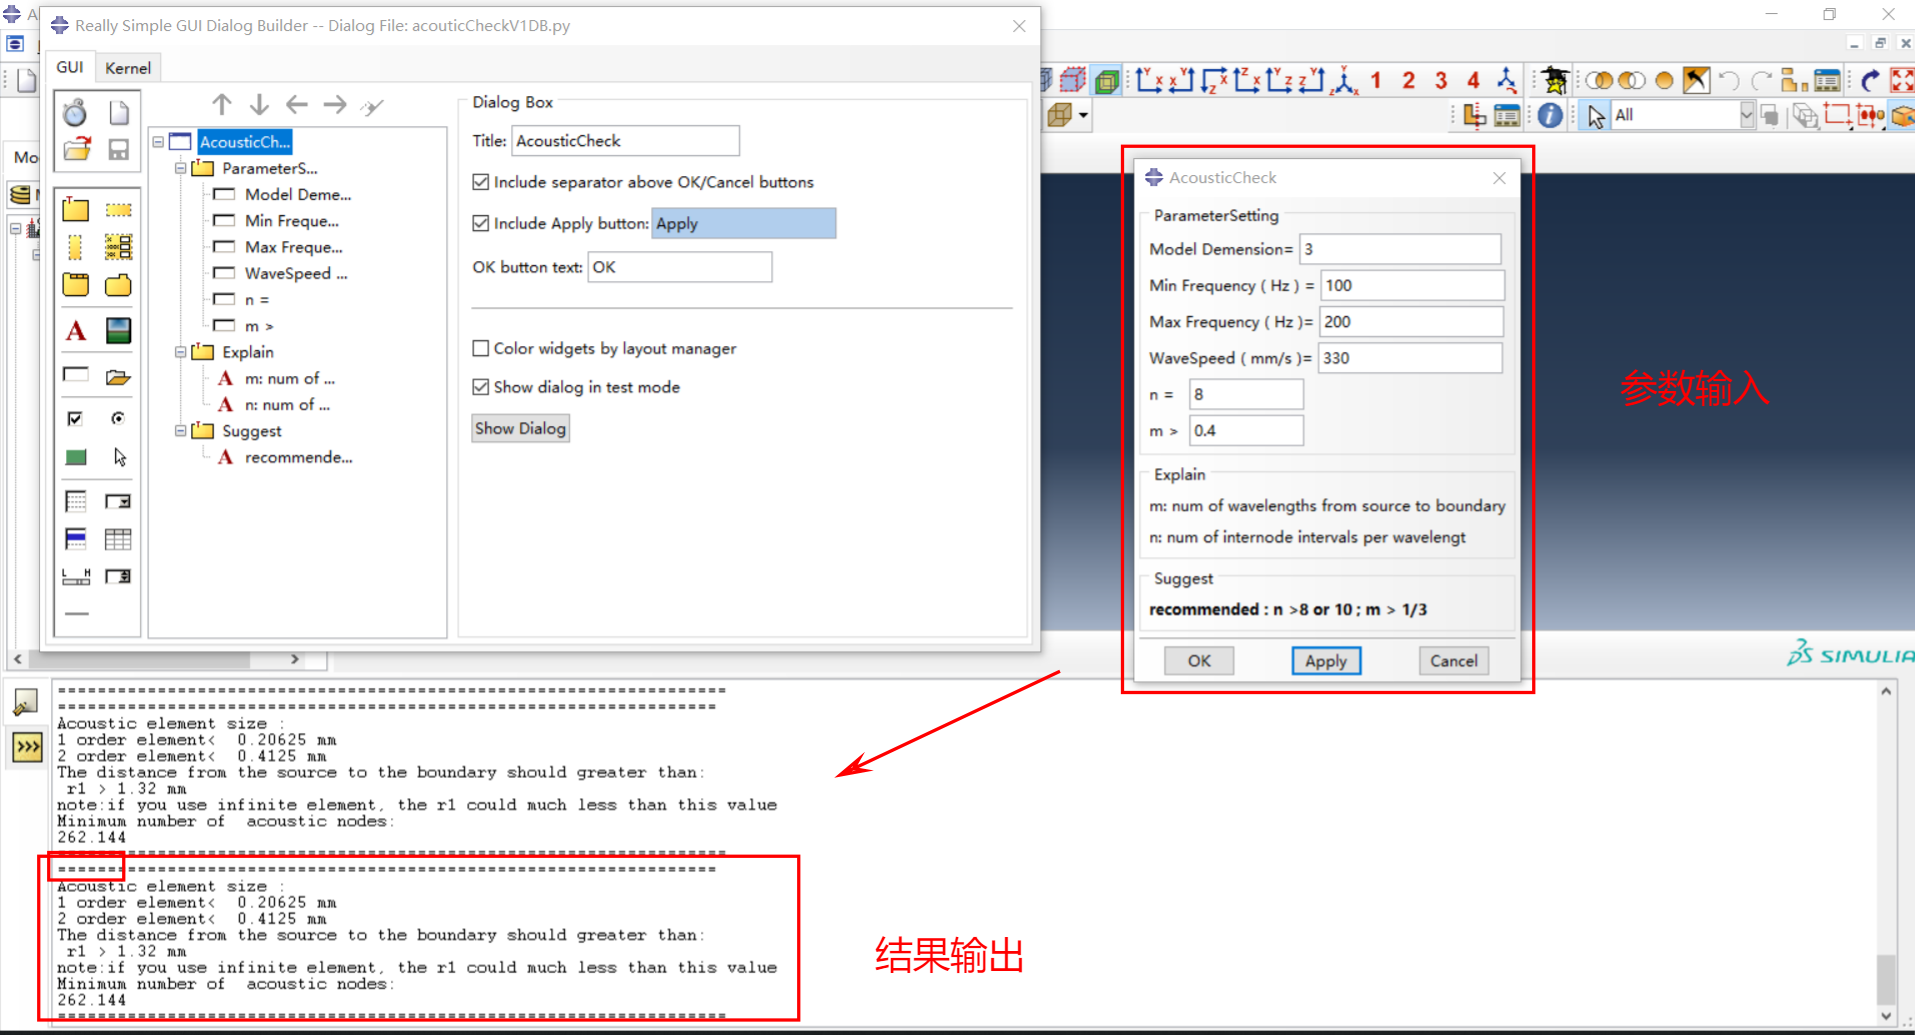 Really Simple GUI Dialog Builder -- Dialog File: acouticCheckV1DB.py
GUI
Kernel
AcousticCh...
ParameterS...
Model Deme...
Min Freque...
Max Freque...
WaveSpeed ...
n =
m >
Explain
m: num of ...
n: num of ...
Suggest
recommende...
Dialog Box
Title: AcousticCheck
Include separator above OK/Cancel buttons
Include Apply button: Apply
OK button text: OK
Color widgets by layout manager
Show dialog in test mode
Show Dialog
1 2 3 4
All
Mo
AcousticCheck
ParameterSetting
Model Demension= 3
Min Frequency ( Hz ) = 100
Max Frequency ( Hz )= 200
WaveSpeed ( mm/s )= 330
n = 8
m > 0.4
Explain
m: num of wavelengths from source to boundary
n: num of internode intervals per wavelengt
Suggest
recommended : n >8 or 10 ; m > 1/3
OK
Apply
Cancel
参数输入
SIMULIA
Acoustic element size :
1 order element<  0.20625 mm
2 order element<  0.4125 mm
The distance from the source to the boundary should greater than:
r1 > 1.32 mm
note:if you use infinite element, the r1 could much less than this value
Minimum number of  acoustic nodes:
262.144
Acoustic element size :
1 order element<  0.20625 mm
2 order element<  0.4125 mm
The distance from the source to the boundary should greater than:
r1 > 1.32 mm
note:if you use infinite element, the r1 could much less than this value
Minimum number of  acoustic nodes:
262.144
结果输出